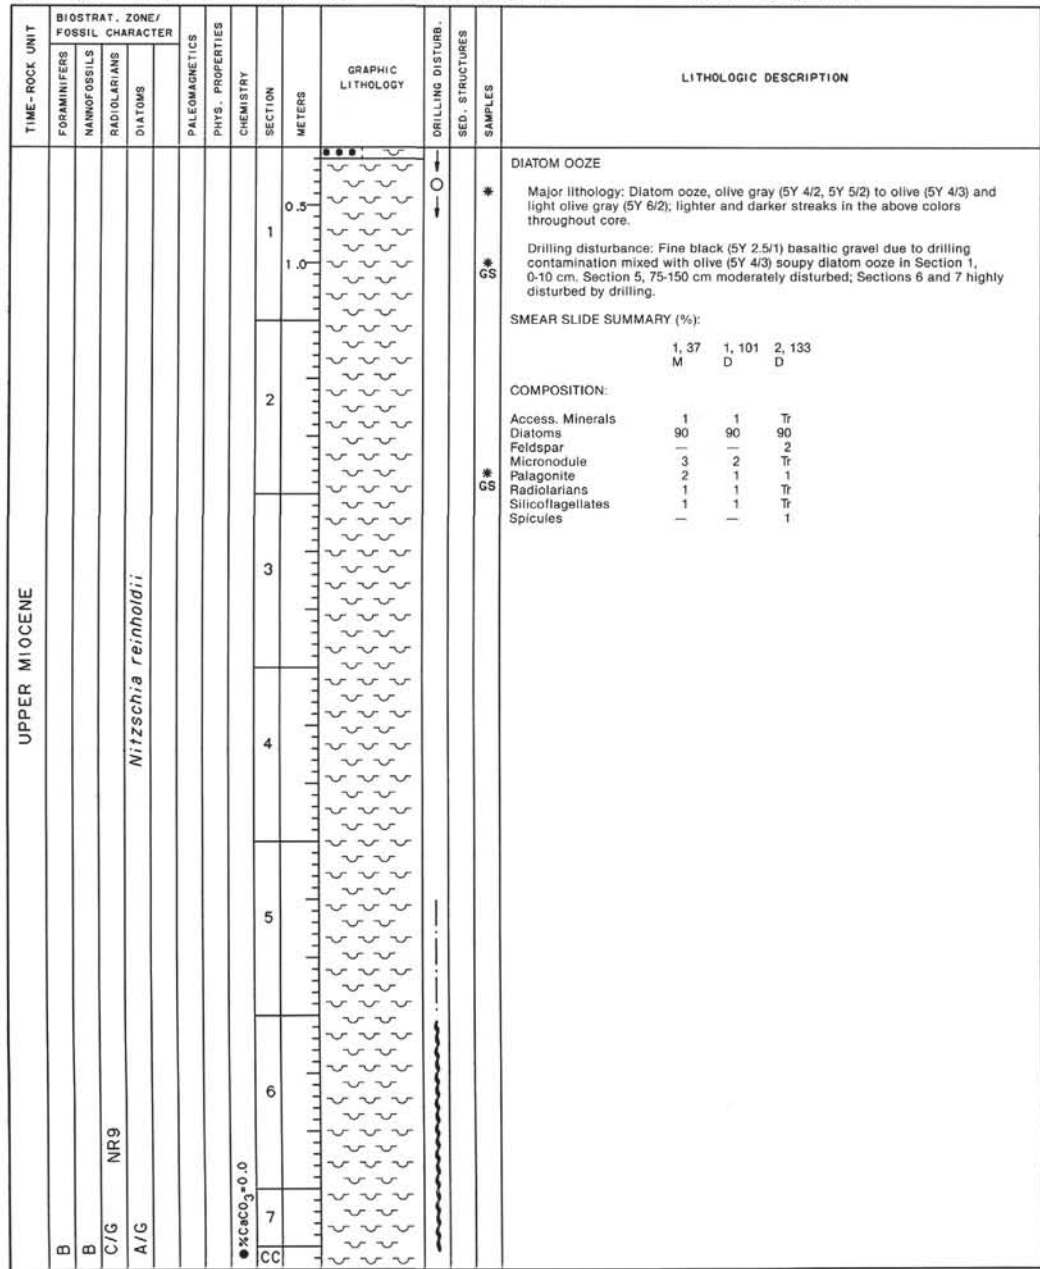 TIME-ROCK UNIT
BIOSTRAT. ZONE/
FOSSIL CHARACTER
FORAMINIFERS
NANNOFOSSILS
RADIOLARIANS
DIATOMS
PALEOMAGNETICS
PHYS. PROPERTIES
CHEMISTRY
SECTION
METERS
GRAPHIC
LITHOLOGY
DRILLING DISTURB.
SED. STRUCTURES
SAMPLES
LITHOLOGIC DESCRIPTION
UPPER MIOCENE
B
B
C/G NR9
A/G Nitzschia reinholdii
●%CaCO3=0.0
1
2
3
4
5
6
7
CC
0.5
1.0
*
*
GS
*
GS
DIATOM OOZE
Major lithology: Diatom ooze, olive gray (5Y 4/2, 5Y 5/2) to olive (5Y 4/3) and
light olive gray (5Y 6/2); lighter and darker streaks in the above colors
throughout core.
Drilling disturbance: Fine black (5Y 2.5/1) basaltic gravel due to drilling
contamination mixed with olive (5Y 4/3) soupy diatom ooze in Section 1,
0-10 cm. Section 5, 75-150 cm moderately disturbed; Sections 6 and 7 highly
disturbed by drilling.
SMEAR SLIDE SUMMARY (%):
1, 37 1, 101 2, 133
M D D
COMPOSITION:
Access. Minerals 1 1 Tr
Diatoms 90 90 90
Feldspar — — 2
Micronodule 3 2 Tr
Palagonite 2 1 1
Radiolarians 1 1 Tr
Silicoflagellates 1 1 Tr
Spicules — — 1